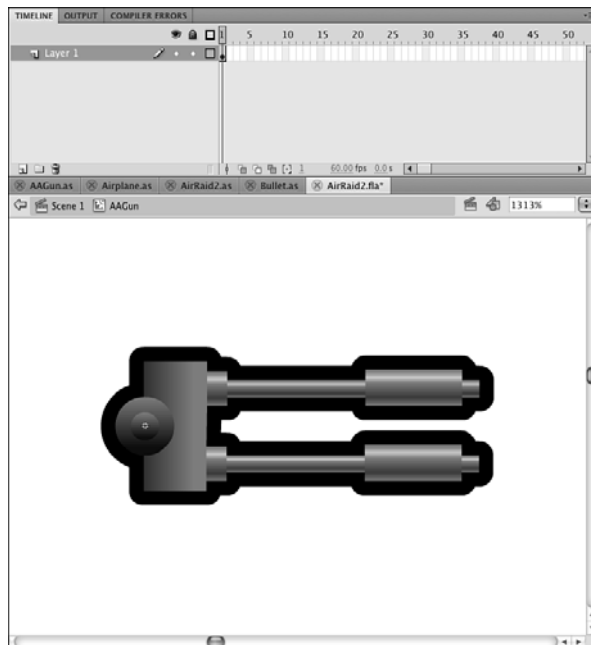 TIMELINE OUTPUT COMPILER ERRORS
1 5 10 15 20 25 30 35 40 45 50
Layer 1
1 60.00 fps 0.0 s
AAGun.as Airplane.as AirRaid2.as Bullet.as AirRaid2.fla*
Scene 1 AAGun 1313%